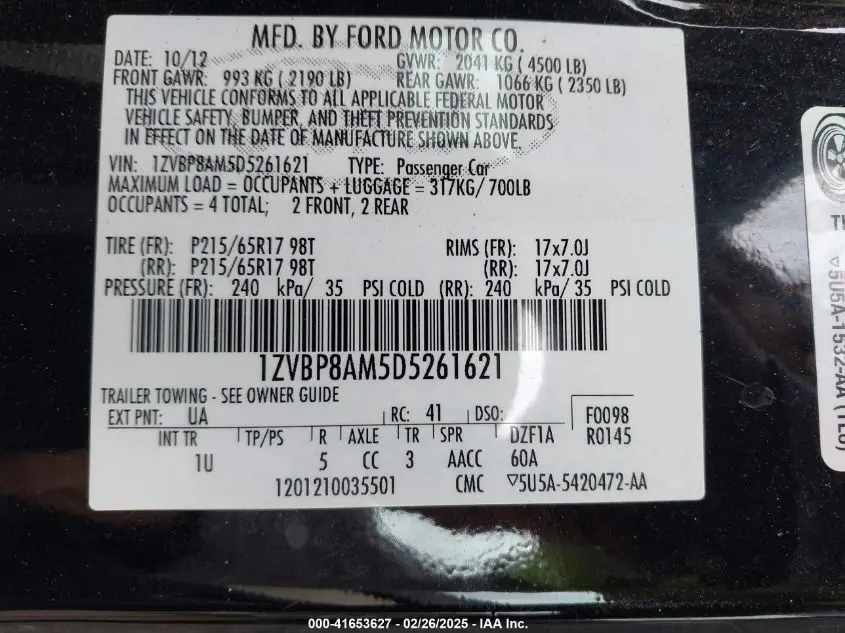 MFD. BY FORD MOTOR CO.
DATE: 10/12 GVWR: 2041 KG ( 4500 LB)
FRONT GAWR: 993 KG ( 2190 LB) REAR GAWR: 1066 KG ( 2350 LB)
THIS VEHICLE CONFORMS TO ALL APPLICABLE FEDERAL MOTOR
VEHICLE SAFETY, BUMPER, AND THEFT PREVENTION STANDARDS
IN EFFECT ON THE DATE OF MANUFACTURE SHOWN ABOVE.
VIN: 1ZVBP8AM5D5261621 TYPE: Passenger Car
MAXIMUM LOAD = OCCUPANTS + LUGGAGE = 317KG/ 700LB
OCCUPANTS = 4 TOTAL; 2 FRONT, 2 REAR
TIRE (FR): P215/65R17 98T RIMS (FR): 17x7.0J
(RR): P215/65R17 98T (RR): 17x7.0J
PRESSURE (FR): 240 kPa/ 35 PSI COLD (RR): 240 kPa/ 35 PSI COLD
1ZVBP8AM5D5261621
TRAILER TOWING - SEE OWNER GUIDE
EXT PNT: UA RC: 41 DSO: F0098
INT TR TP/PS R AXLE TR SPR DZF1A R0145
1U 5 CC 3 AACC 60A
1201210035501 CMC ▽5U5A-5420472-AA
▽5U5A-1532-AA
000-41653627 - 02/26/2025 - IAA Inc.